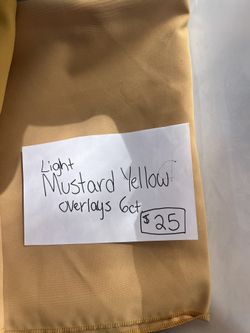 Light
Mustard Yellow
overlays 6ct
$25